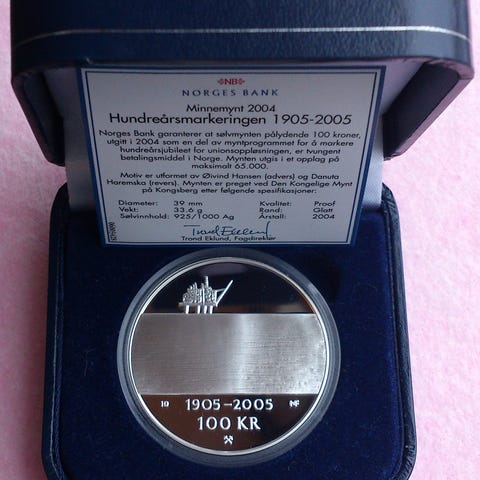 NB
NORGES BANK
Minnemynt 2004
Hundreårsmarkeringen 1905-2005
Norges Bank garanterer at sølvmynten pålydende 100 kroner,
utgitt i 2004 som en del av myntprogrammet for å markere
hundreårsjubileet for unionsoppløsningen, er tvungent
betalingsmiddel i Norge. Mynten utgis i et opplag på
maksimalt 65.000.
Motiv er utformet av Øivind Hansen (advers) og Danuta
Haremska (revers). Mynten er preget ved Den Kongelige Mynt
på Kongsberg etter følgende spesifikasjoner:
Diameter: 39 mm Kvalitet: Proof
Vekt: 33.6 g Rand: Glatt
Sølvinnhold: 925/1000 Ag Årstall: 2004
Trond Eklund
Trond Eklund, Fagdirektør
1905-2005
100 KR